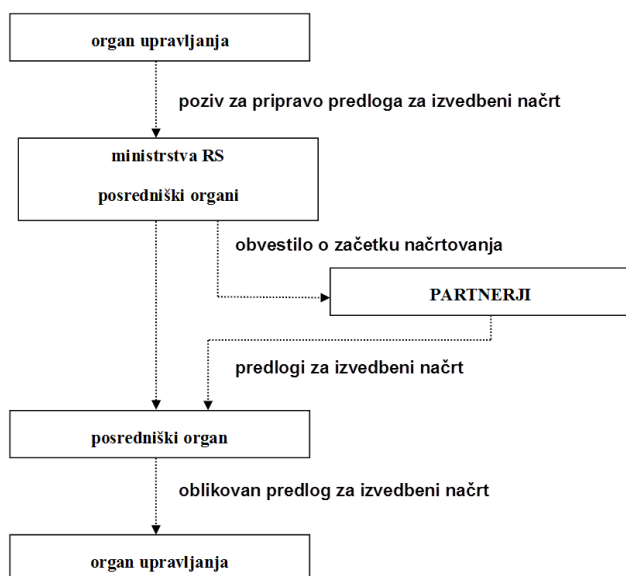 organ upravljanja
poziv za pripravo predloga za izvedbeni načrt
ministrstva RS
posredniški organi
obvestilo o začetku načrtovanja
PARTNERJI
predlogi za izvedbeni načrt
posredniški organ
oblikovan predlog za izvedbeni načrt
organ upravljanja